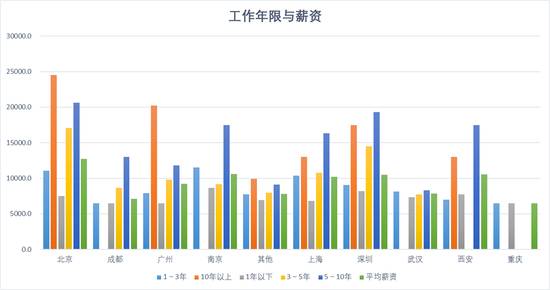 工作年限与薪资
30000.0
25000.0
20000.0
15000.0
10000.0
5000.0
0.0
北京 成都 广州 南京 其他 上海 深圳 武汉 西安 重庆
1－3年 10年以上 1年以下 3－5年 5－10年 平均薪资